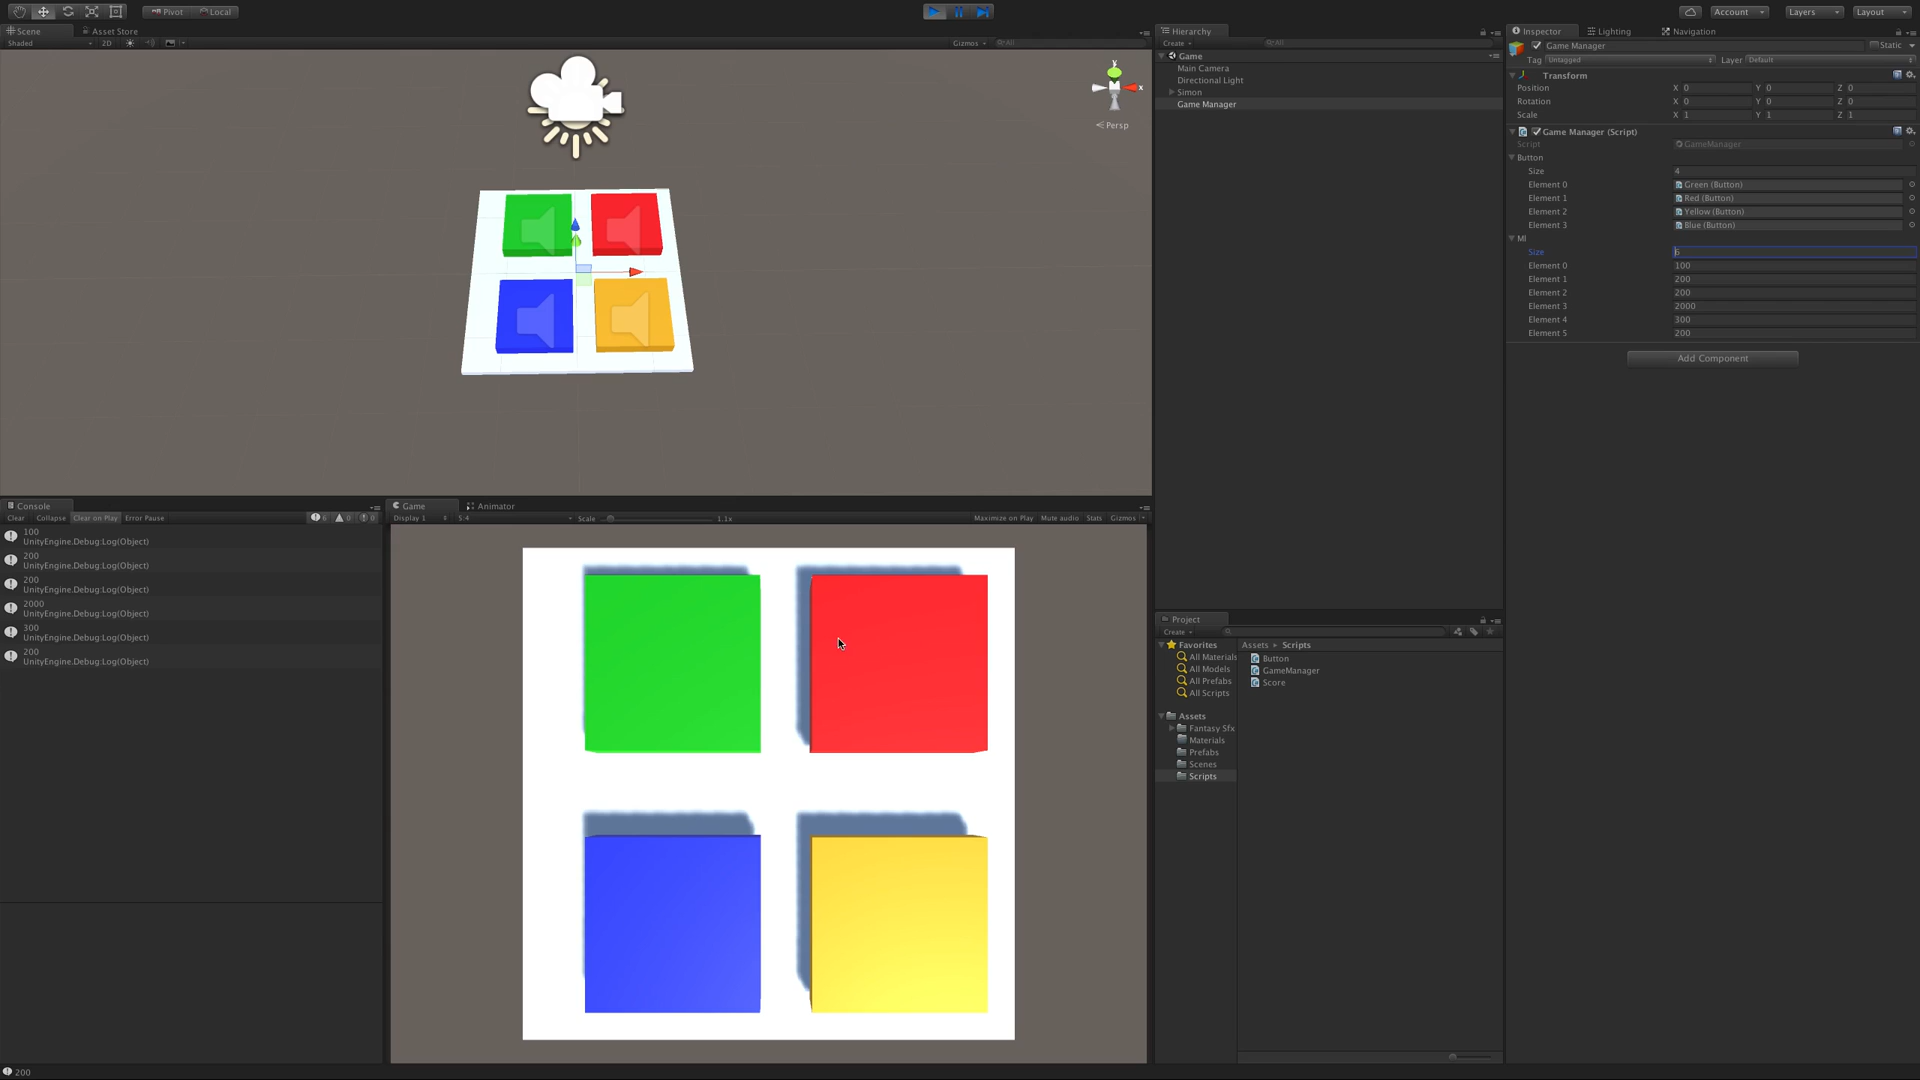 Pivot Local Account Layers Layout
Scene Asset Store
Shaded 2D Gizmos All
y
x
Persp
Hierarchy
Create All
Game
Main Camera
Directional Light
Simon
Game Manager
Inspector Lighting Navigation
Game Manager Static
Tag Untagged Layer Default
Transform
Position X 0 Y 0 Z 0
Rotation X 0 Y 0 Z 0
Scale X 1 Y 1 Z 1
Game Manager (Script)
Script GameManager
Button
Size 4
Element 0 Green (Button)
Element 1 Red (Button)
Element 2 Yellow (Button)
Element 3 Blue (Button)
Ml
Size 6
Element 0 100
Element 1 200
Element 2 200
Element 3 2000
Element 4 300
Element 5 200
Add Component
Console
Clear Collapse Clear on Play Error Pause 6 0 0
100
UnityEngine.Debug:Log(Object)
200
UnityEngine.Debug:Log(Object)
200
UnityEngine.Debug:Log(Object)
2000
UnityEngine.Debug:Log(Object)
300
UnityEngine.Debug:Log(Object)
200
UnityEngine.Debug:Log(Object)
Game Animator
Display 1 5:4 Scale 1.1x Maximize on Play Mute audio Stats Gizmos
Project
Create
Favorites
All Materials
All Models
All Prefabs
All Scripts
Assets
Fantasy Sfx
Materials
Prefabs
Scenes
Scripts
Assets Scripts
Button
GameManager
Score
200